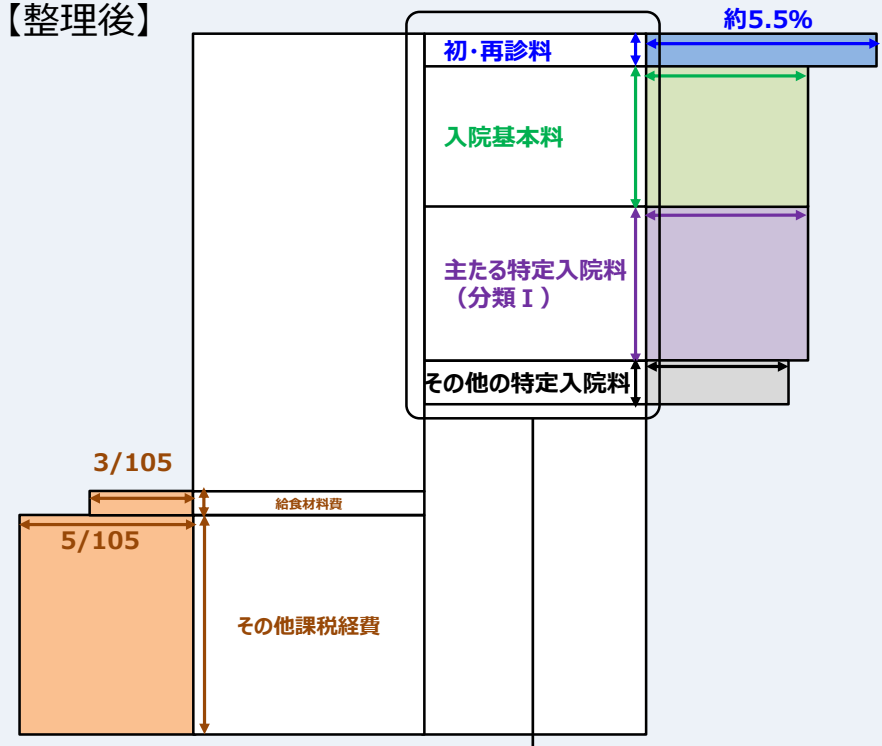 【整理後】
約5.5%
初・再診料
入院基本料
主たる特定入院料
（分類Ⅰ）
その他の特定入院料
3/105
給食材料費
5/105
その他課税経費